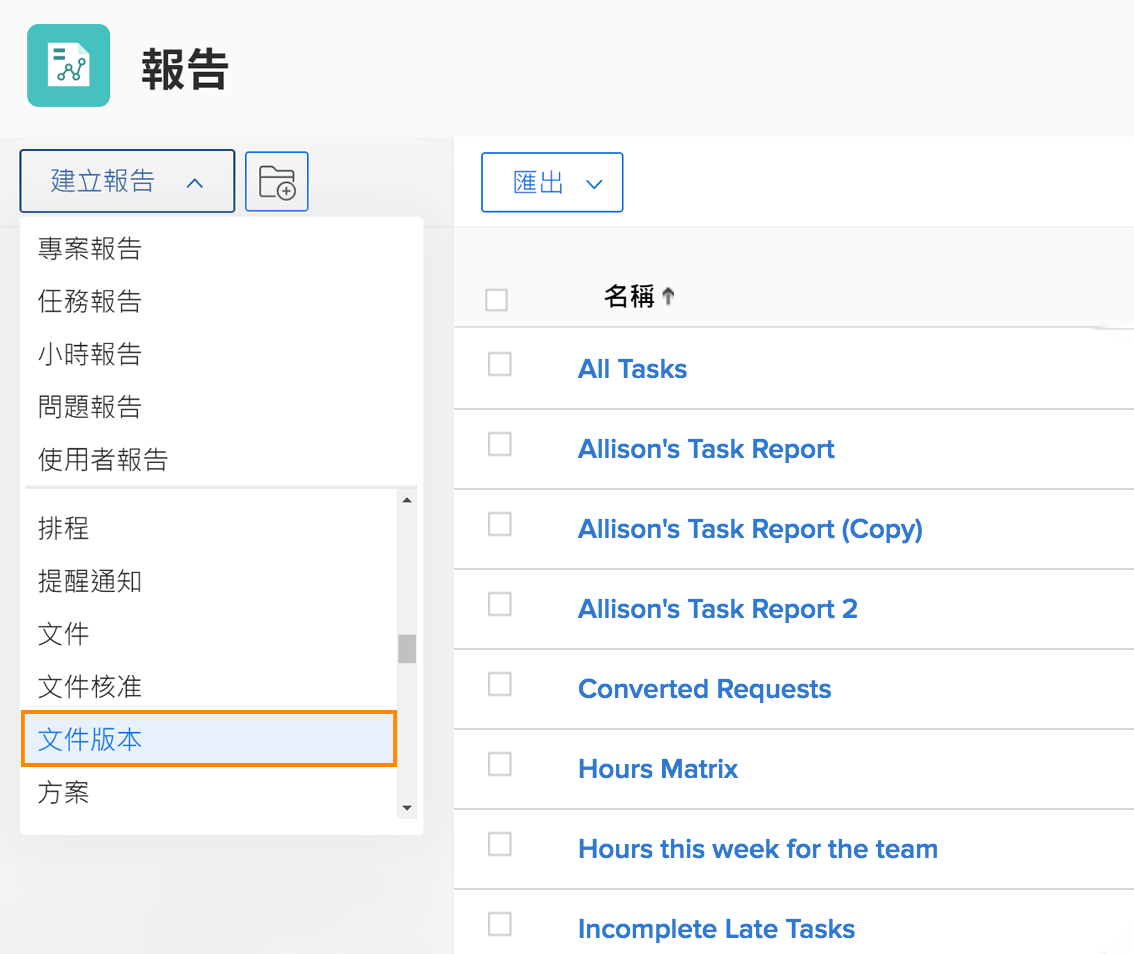 報告
建立報告
專案報告
任務報告
小時報告
問題報告
使用者報告
排程
提醒通知
文件
文件核准
文件版本
方案
匯出
名稱
All Tasks
Allison's Task Report
Allison's Task Report (Copy)
Allison's Task Report 2
Converted Requests
Hours Matrix
Hours this week for the team
Incomplete Late Tasks